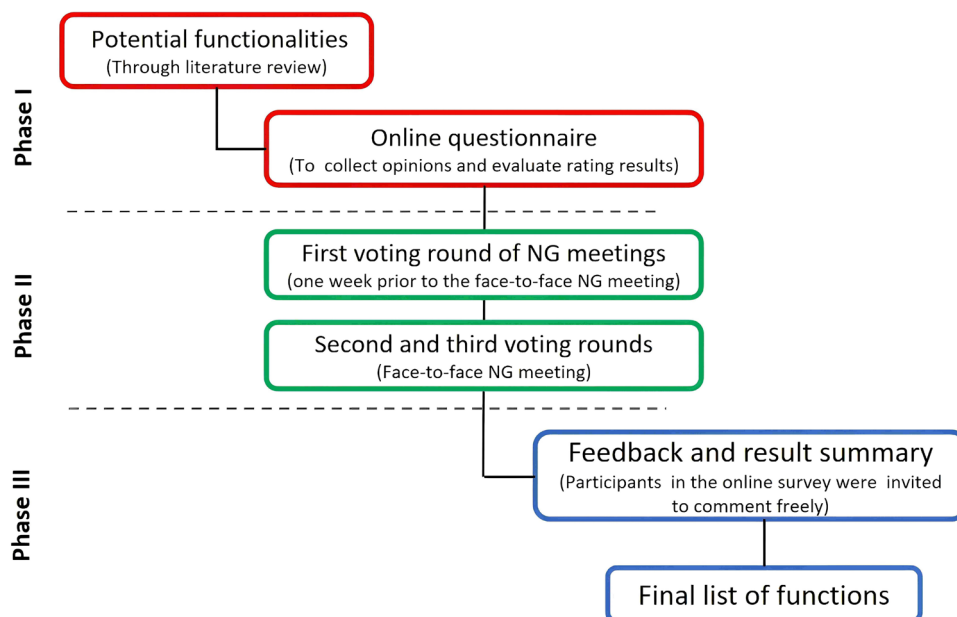 Phase I
Potential functionalities
(Through literature review)
Online questionnaire
(To collect opinions and evaluate rating results)
Phase II
First voting round of NG meetings
(one week prior to the face-to-face NG meeting)
Second and third voting rounds
(Face-to-face NG meeting)
Phase III
Feedback and result summary
(Participants in the online survey were invited
to comment freely)
Final list of functions